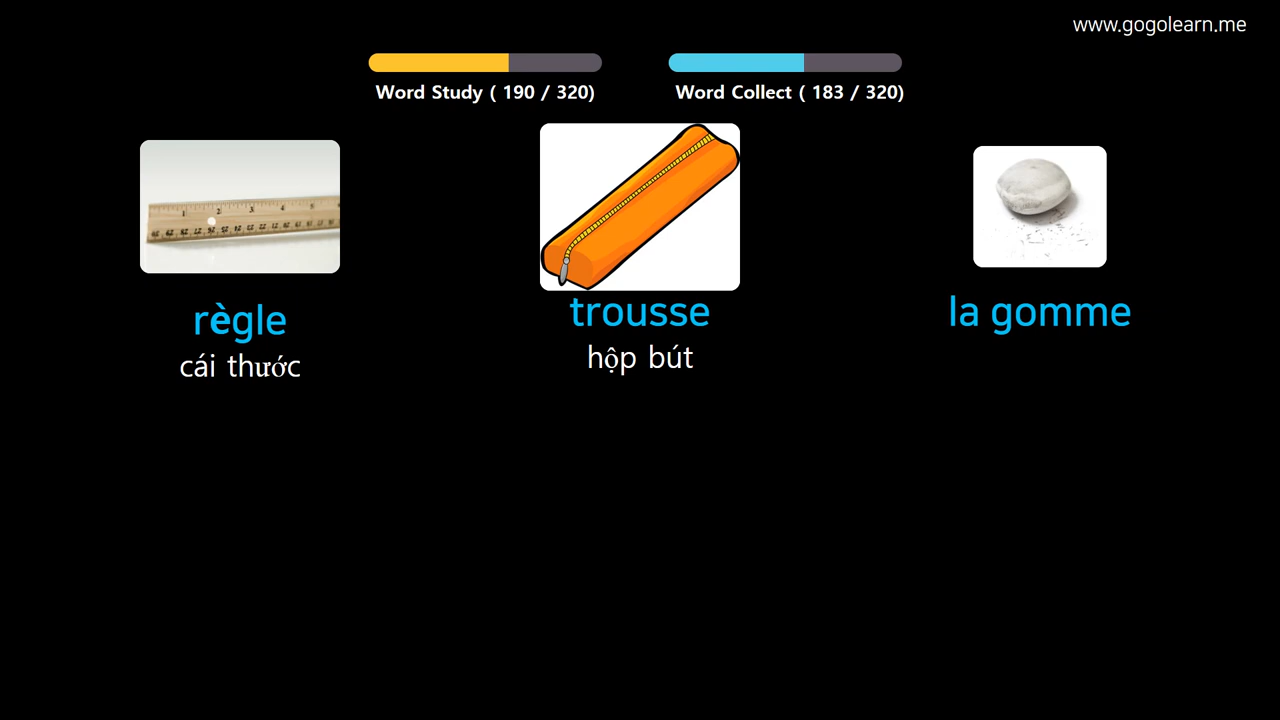 www.gogolearn.me
Word Study ( 190 / 320)
Word Collect ( 183 / 320)
règle
cái thước
trousse
hộp bút
la gomme